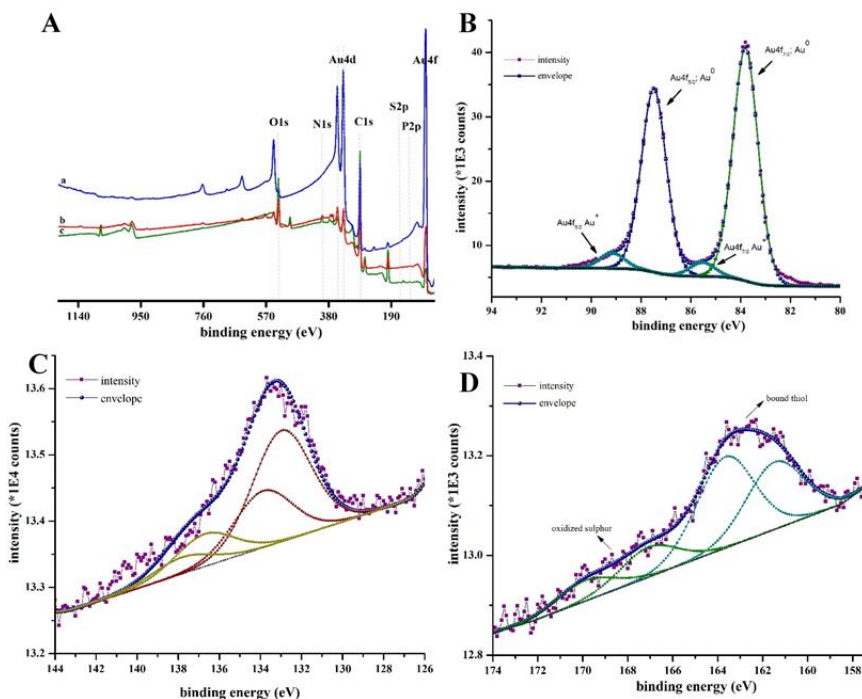 A
Au4d
Au4f
S2p
O1s
N1s
C1s
P2p
a
b
c
1140
950
760
570
380
190
binding energy (eV)
B
intensity
envelope
Au4f5/2; Au0
Au4f7/2; Au0
Au4f5/2 Au+
Au4f7/2 Au+
40
30
20
10
0
intensity (*1E3 counts)
94
92
90
88
86
84
82
80
binding energy (eV)
C
intensity
envelope
13.6
13.5
13.4
13.3
13.2
intensity (*1E4 counts)
144
142
140
138
136
134
132
130
128
126
binding energy (eV)
D
intensity
envelope
bound thiol
oxidized sulphur
13.4
13.2
13.0
12.8
intensity (*1E3 counts)
174
172
170
168
166
164
162
160
158
binding energy (eV)